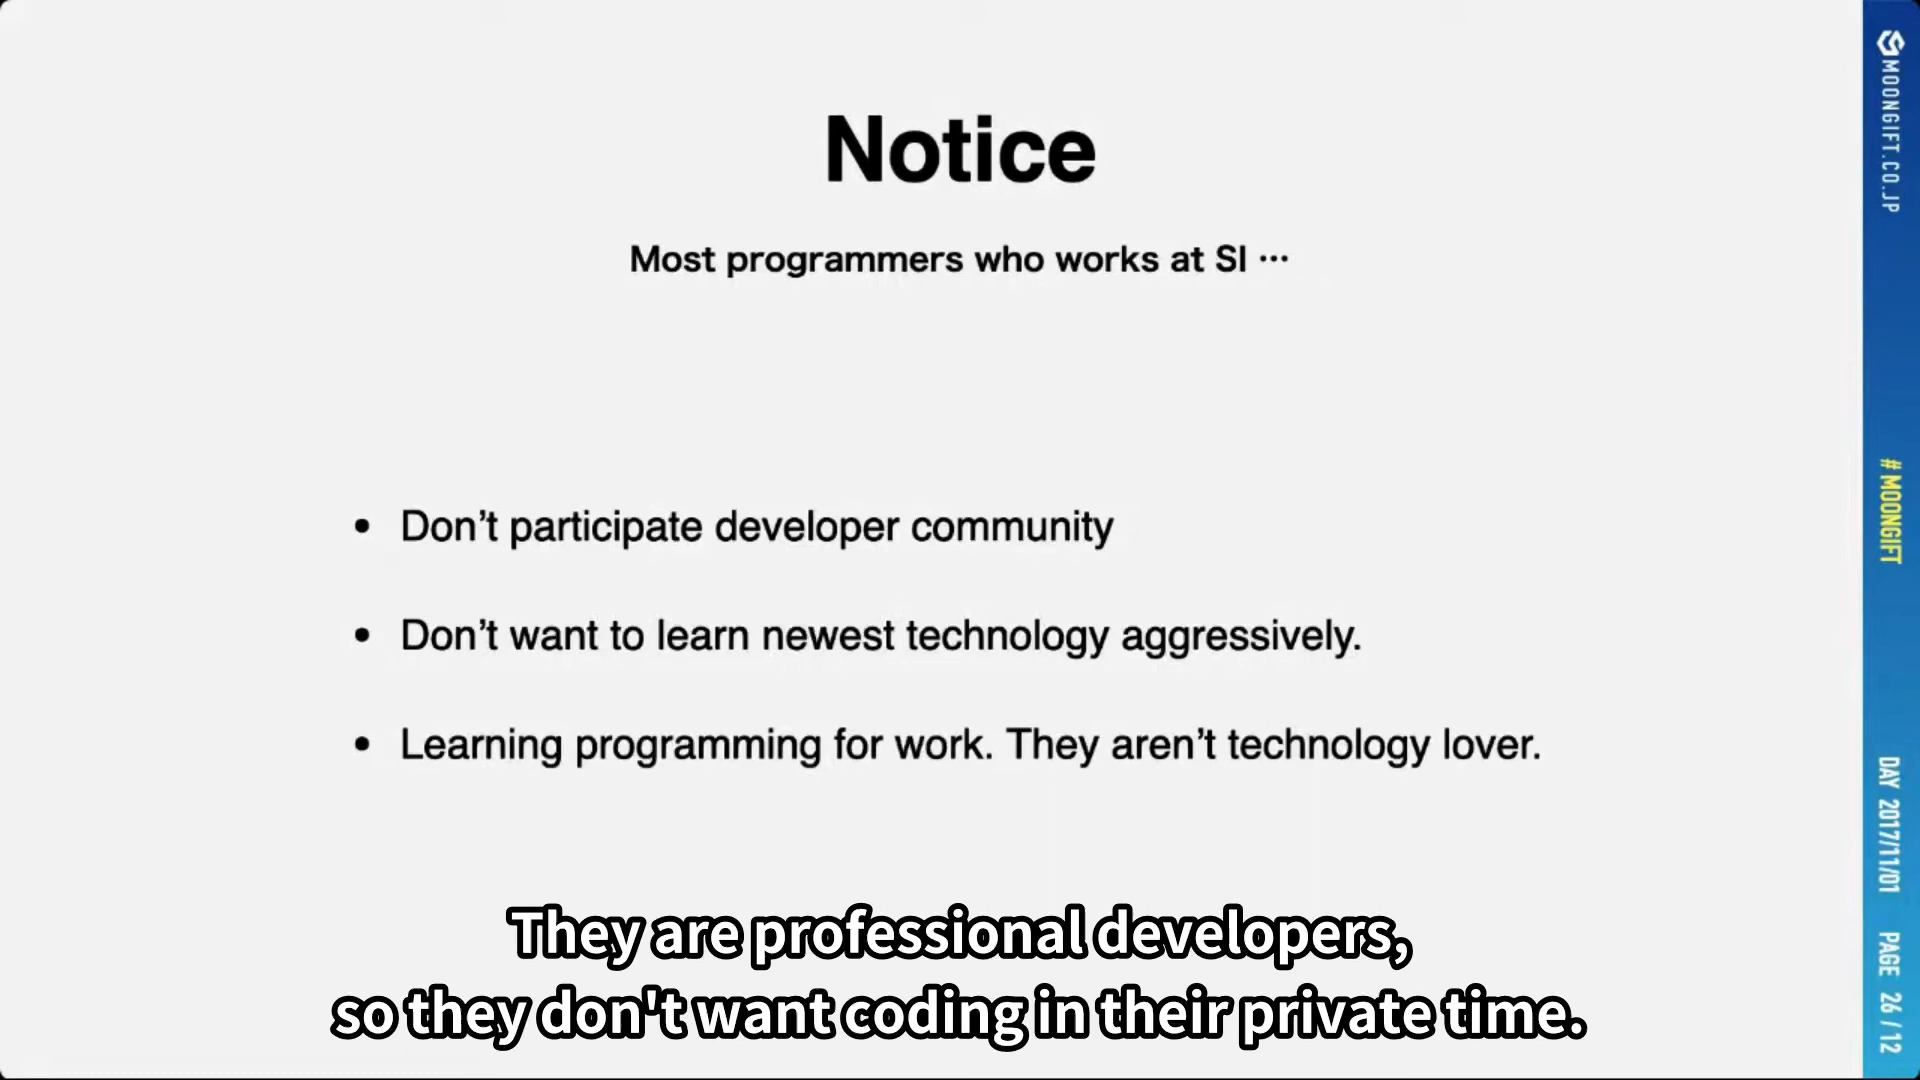 Notice
Most programmers who works at SI …
• Don’t participate developer community
• Don’t want to learn newest technology aggressively.
• Learning programming for work. They aren’t technology lover.
They are professional developers,
so they don't want coding in their private time.
MOONGIFT.CO.JP
# MOONGIFT
DAY 2017/11/01
PAGE 26 / 12